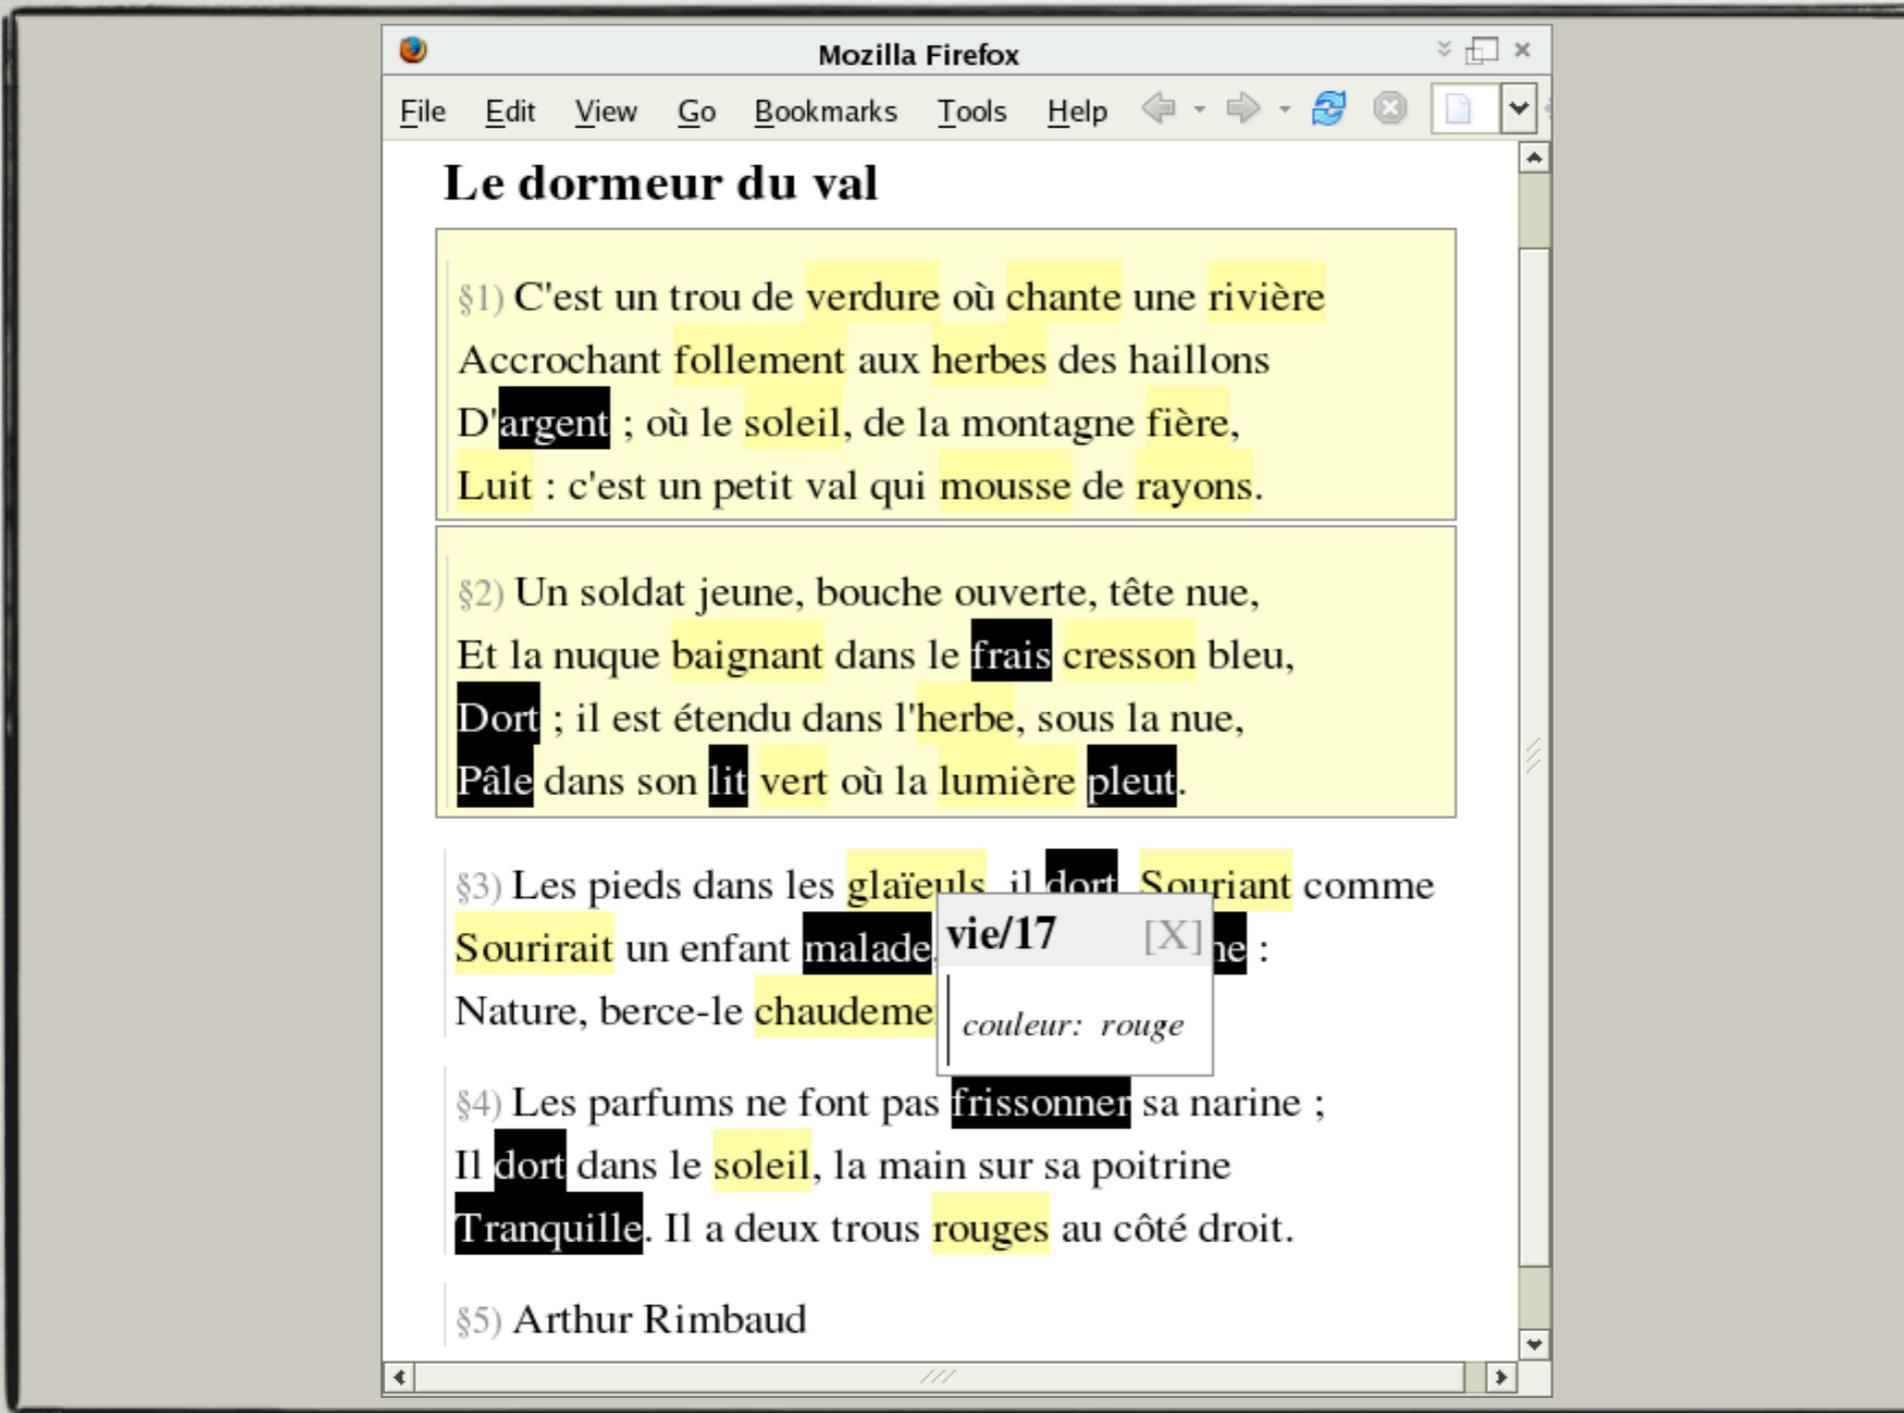 Mozilla Firefox
File Edit View Go Bookmarks Tools Help
Le dormeur du val
§1) C'est un trou de verdure où chante une rivière
Accrochant follement aux herbes des haillons
D'argent ; où le soleil, de la montagne fière,
Luit : c'est un petit val qui mousse de rayons.
§2) Un soldat jeune, bouche ouverte, tête nue,
Et la nuque baignant dans le frais cresson bleu,
Dort ; il est étendu dans l'herbe, sous la nue,
Pâle dans son lit vert où la lumière pleut.
§3) Les pieds dans les glaïeuls, il dort. Souriant comme
Sourirait un enfant malade, :
Nature, berce-le
vie/17 [X]
couleur: rouge
§4) Les parfums ne font pas frissonner sa narine ;
Il dort dans le soleil, la main sur sa poitrine
Tranquille. Il a deux trous rouges au côté droit.
§5) Arthur Rimbaud